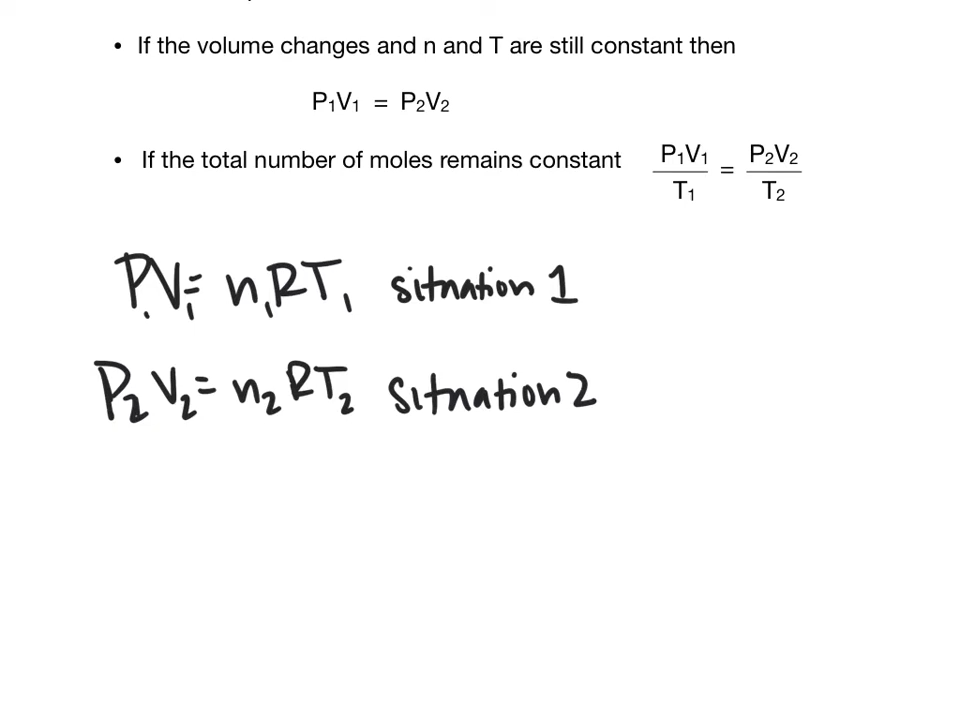 • If the volume changes and n and T are still constant then
P₁V₁ = P₂V₂
• If the total number of moles remains constant P₁V₁/T₁ = P₂V₂/T₂
P₁V₁ = n₁RT₁ situation 1
P₂V₂ = n₂RT₂ situation 2